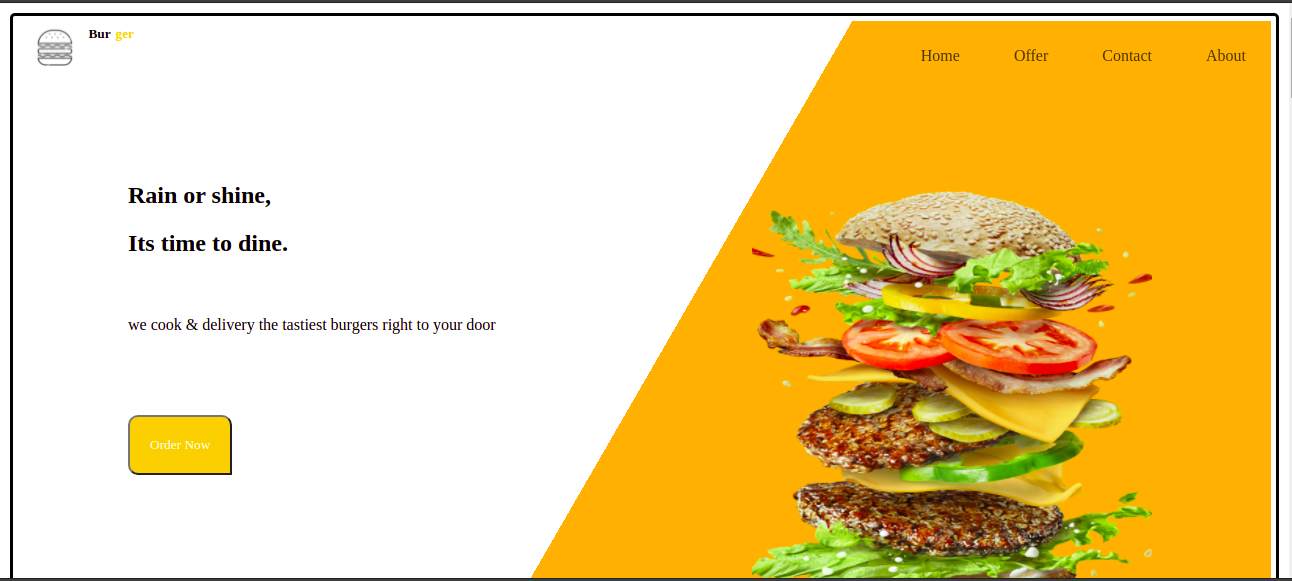 Bur ger
Home Offer Contact About
Rain or shine,
Its time to dine.
we cook & delivery the tastiest burgers right to your door
Order Now